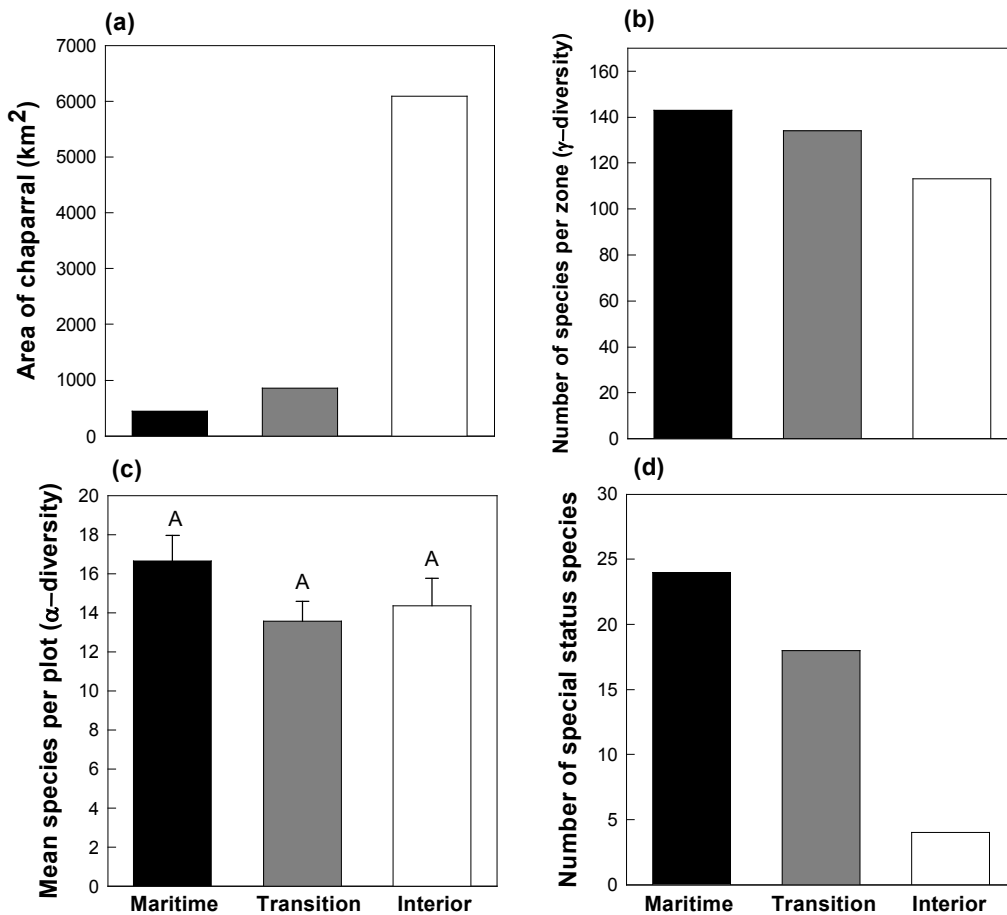 (a)
Area of chaparral (km²)
7000
6000
5000
4000
3000
2000
1000
0
(b)
Number of species per zone (γ–diversity)
160
140
120
100
80
60
40
20
0
(c)
Mean species per plot (α–diversity)
20
18
16
14
12
10
8
6
4
2
0
A
A
A
Maritime Transition Interior
(d)
Number of special status species
30
25
20
15
10
5
0
Maritime Transition Interior